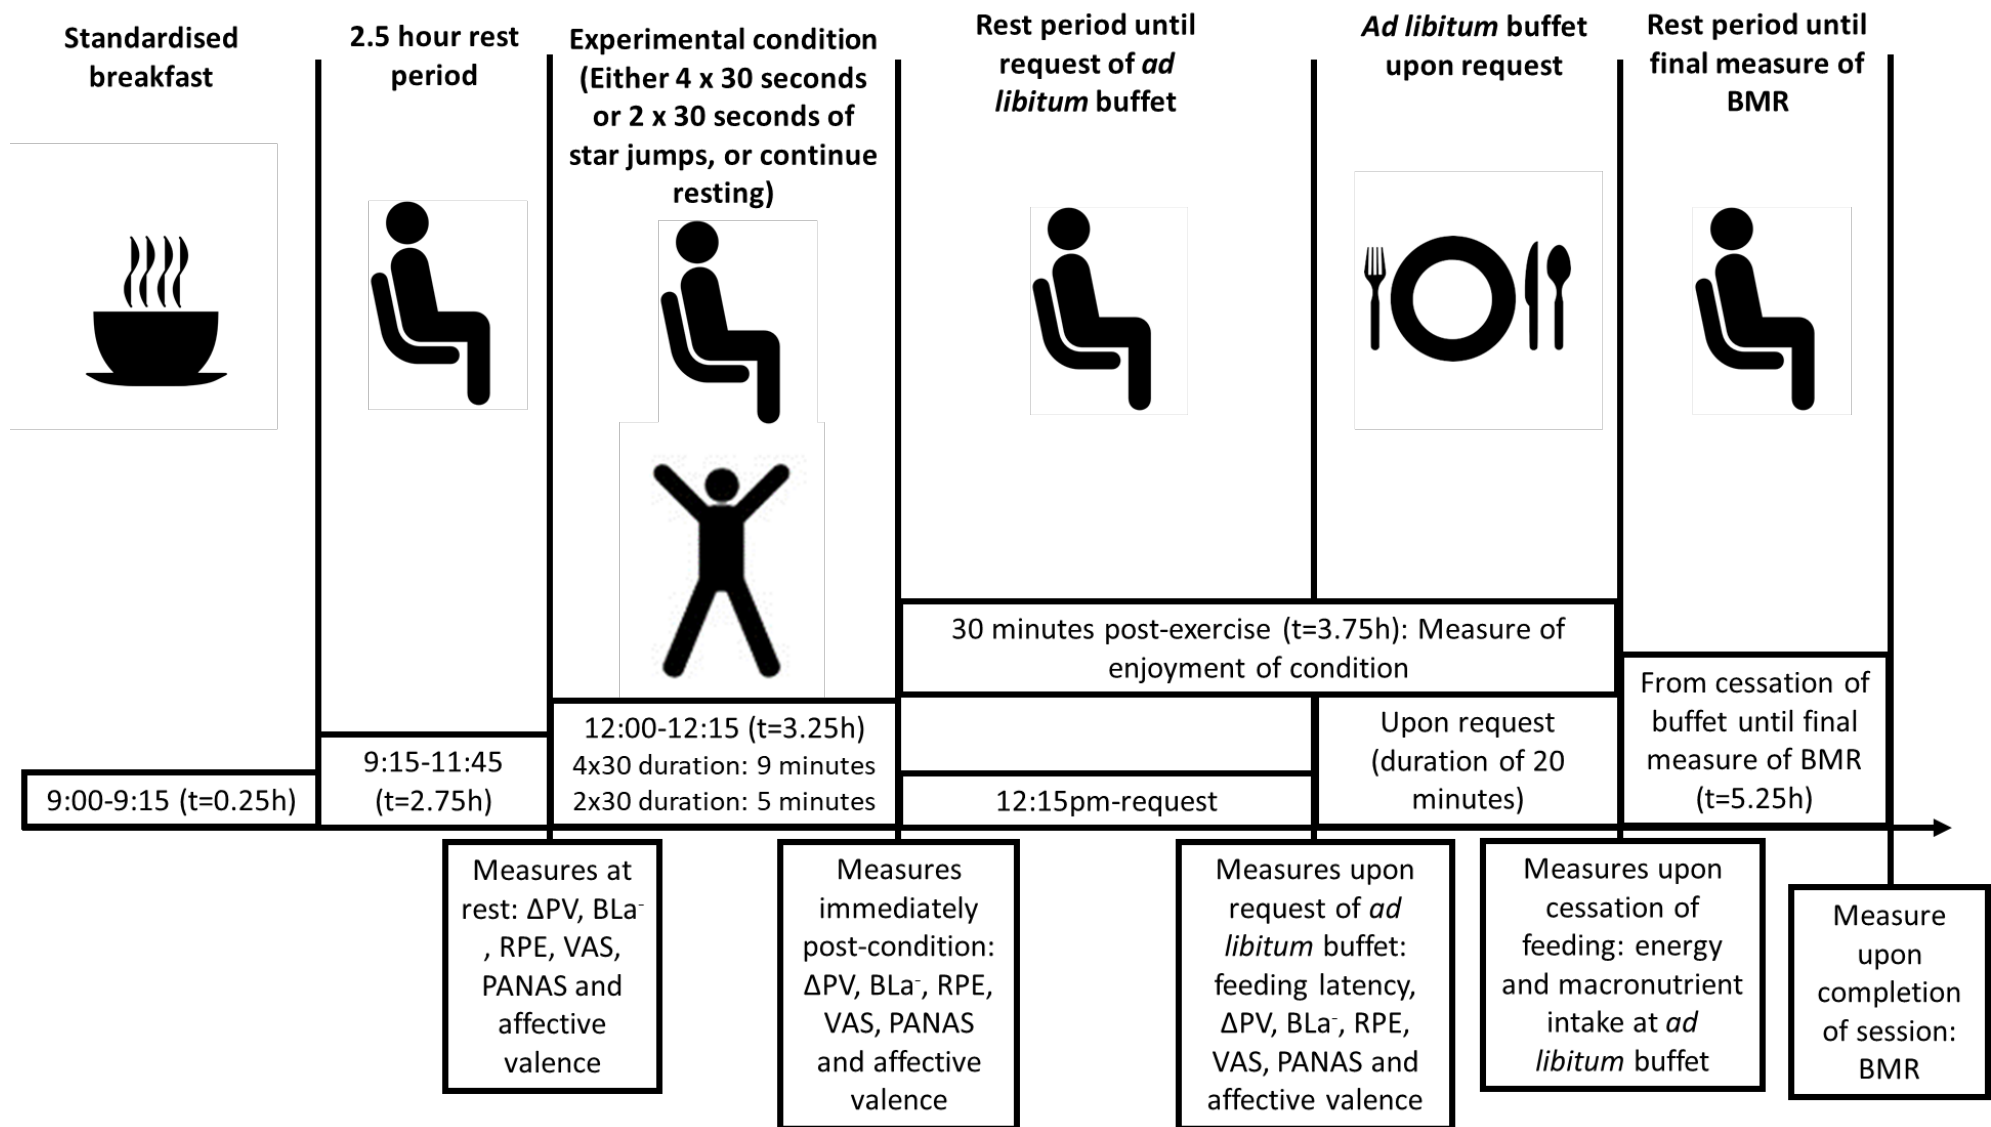 Standardised
breakfast
2.5 hour rest
period
Experimental condition
(Either 4 x 30 seconds
or 2 x 30 seconds of
star jumps, or continue
resting)
Rest period until
request of ad
libitum buffet
Ad libitum buffet
upon request
Rest period until
final measure of
BMR
30 minutes post-exercise (t=3.75h): Measure of
enjoyment of condition
9:00-9:15 (t=0.25h)
9:15-11:45
(t=2.75h)
12:00-12:15 (t=3.25h)
4x30 duration: 9 minutes
2x30 duration: 5 minutes
12:15pm-request
Upon request
(duration of 20
minutes)
From cessation of
buffet until final
measure of BMR
(t=5.25h)
Measures at
rest: ΔPV, BLa⁻
, RPE, VAS,
PANAS and
affective
valence
Measures
immediately
post-condition:
ΔPV, BLa⁻, RPE,
VAS, PANAS
and affective
valence
Measures upon
request of ad
libitum buffet:
feeding latency,
ΔPV, BLa⁻, RPE,
VAS, PANAS and
affective valence
Measures upon
cessation of
feeding: energy
and macronutrient
intake at ad
libitum buffet
Measure
upon
completion
of session:
BMR